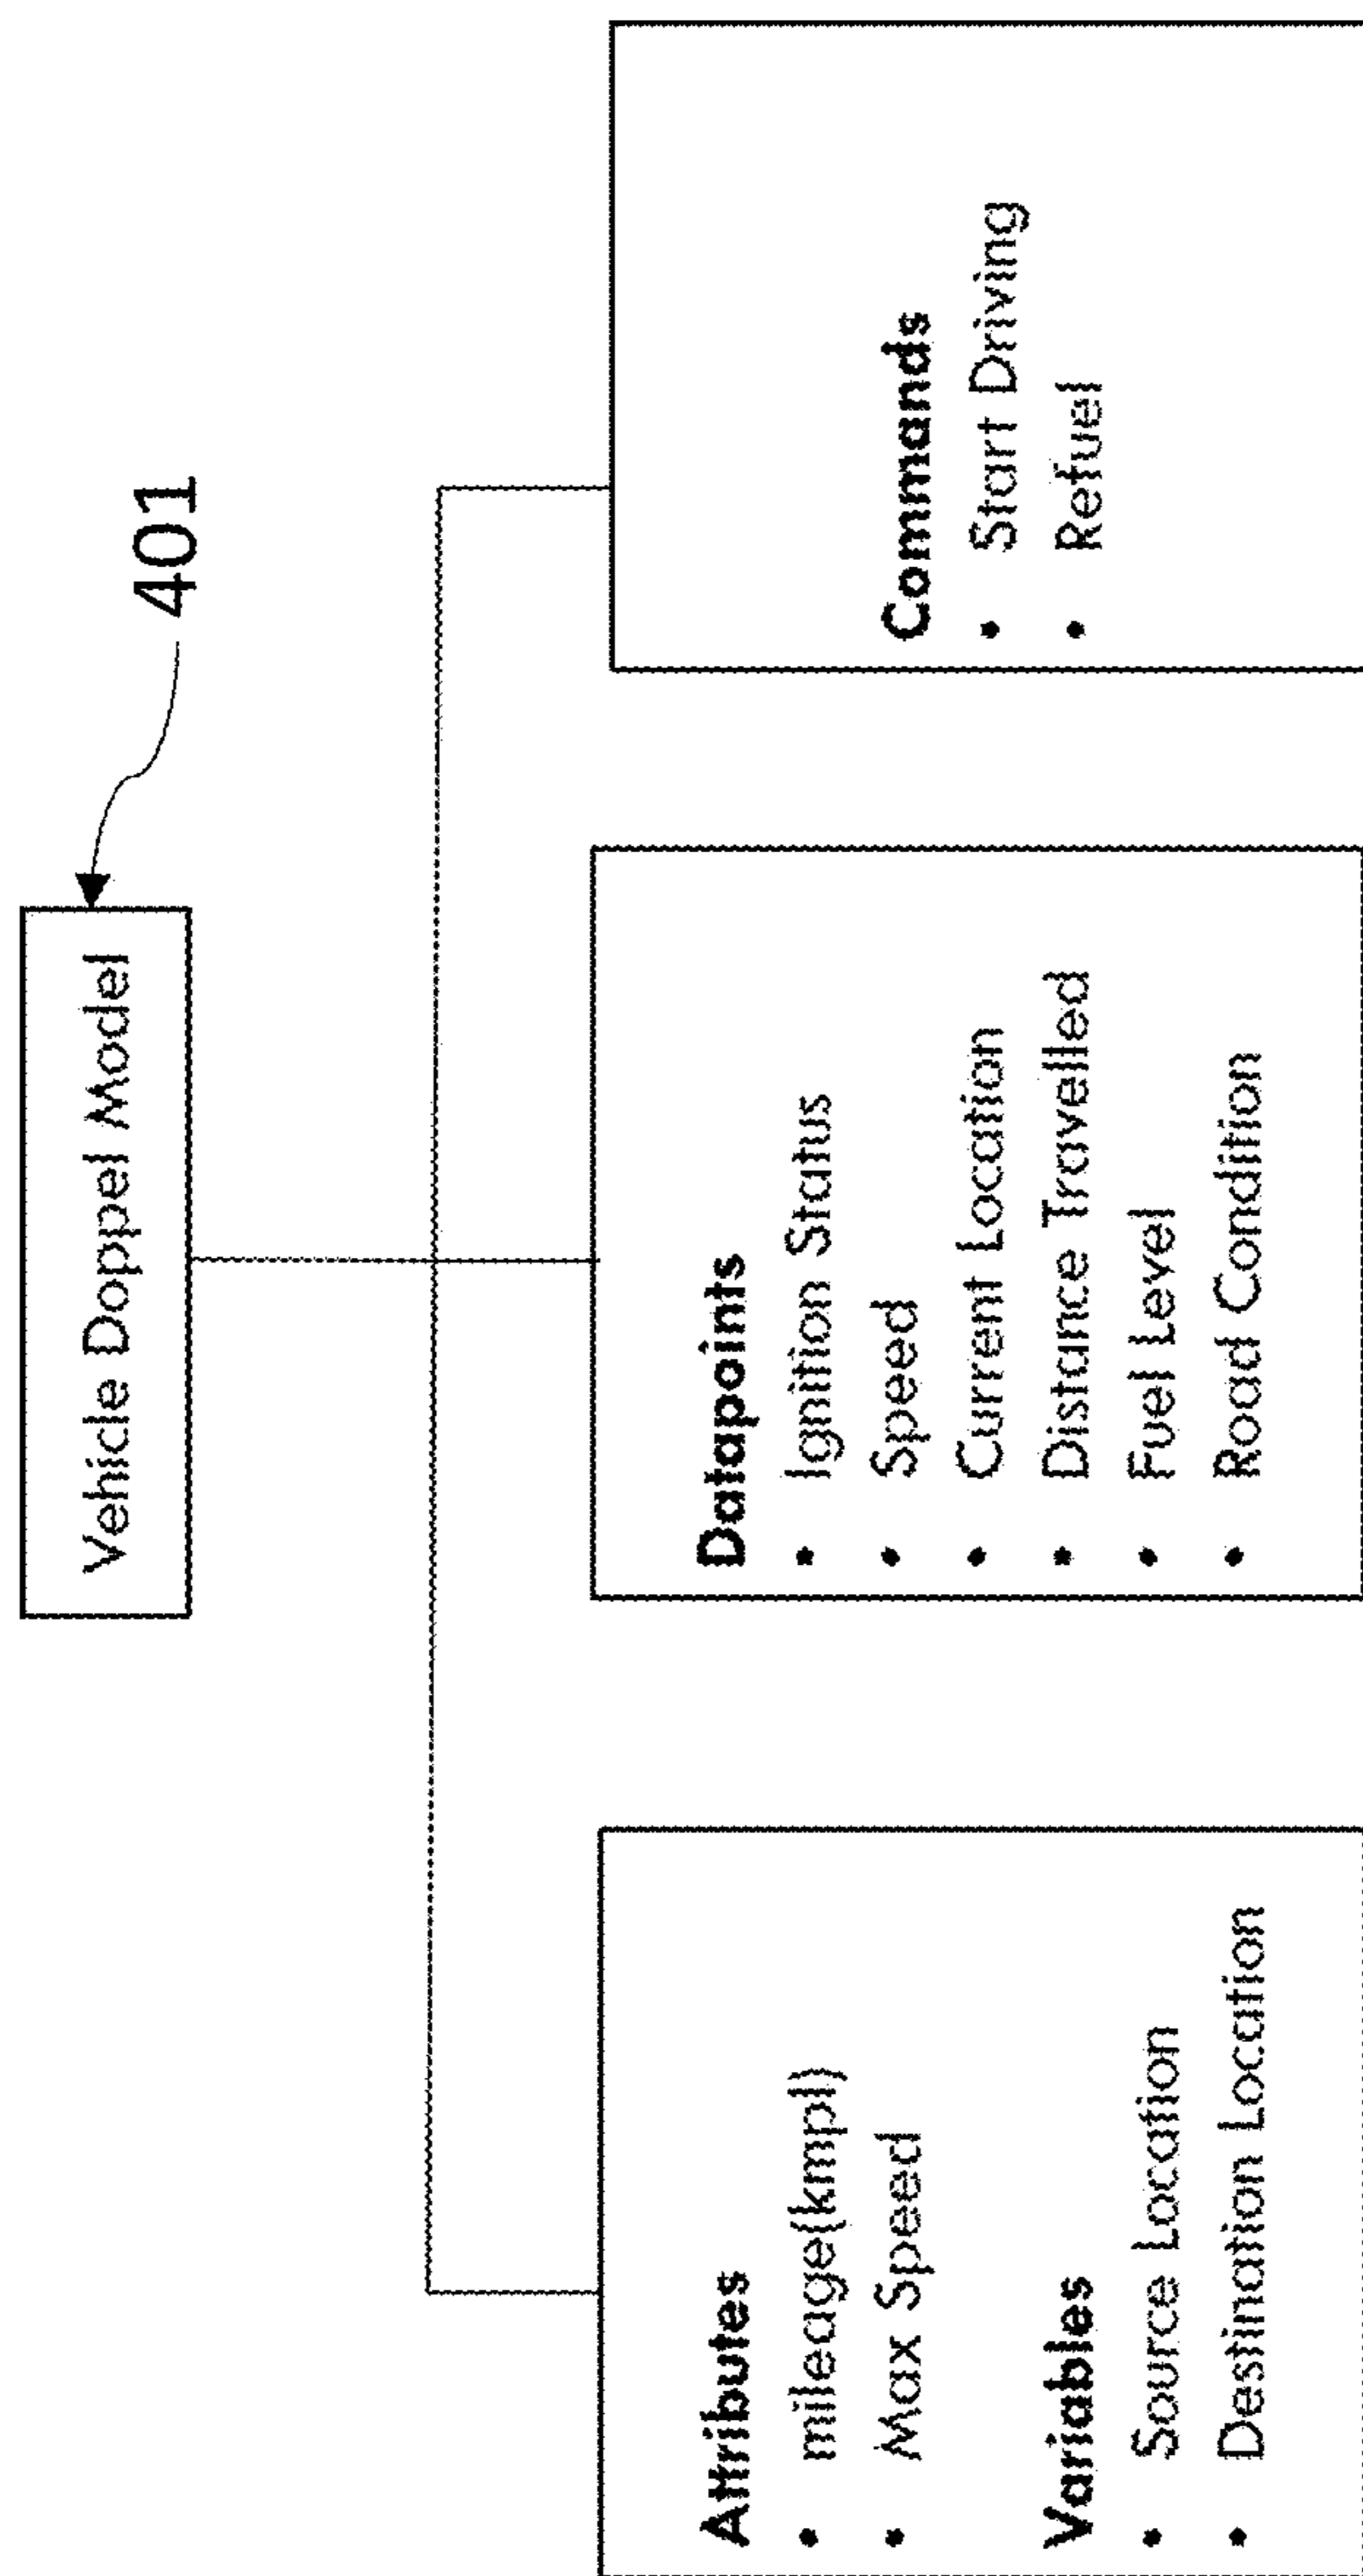 Vehicle Doppel Model
401
Attributes
• mileage(kmpl)
• Max Speed
Variables
• Source Location
• Destination Location
Datapoints
• Ignition Status
• Speed
• Current Location
• Distance Travelled
• Fuel Level
• Road Condition
Commands
• Start Driving
• Refuel